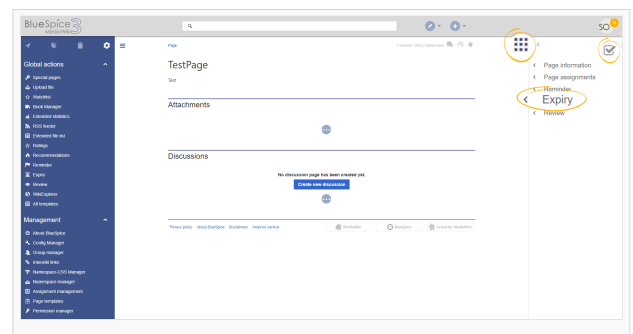 BlueSpice 3
MediaWiki
SO
Page
Global actions
Special pages
Upload file
Watchlist
Book Manager
Extended statistics
RSS feeder
Extended file list
Ratings
Recommendations
Reminder
Expiry
Review
WikiExplorer
All templates
Management
About BlueSpice
Config Manager
Group manager
Interwiki links
Namespace CSS Manager
Namespace manager
Assignment management
Page templates
Permission manager
TestPage
Test
Attachments
Discussions
No discussion page has been created yet.
Create new discussion
Privacy policy About BlueSpice Disclaimers Analysis service
MediaWiki BlueSpice Semantic MediaWiki
Page information
Page assignments
Reminder
Expiry
Review